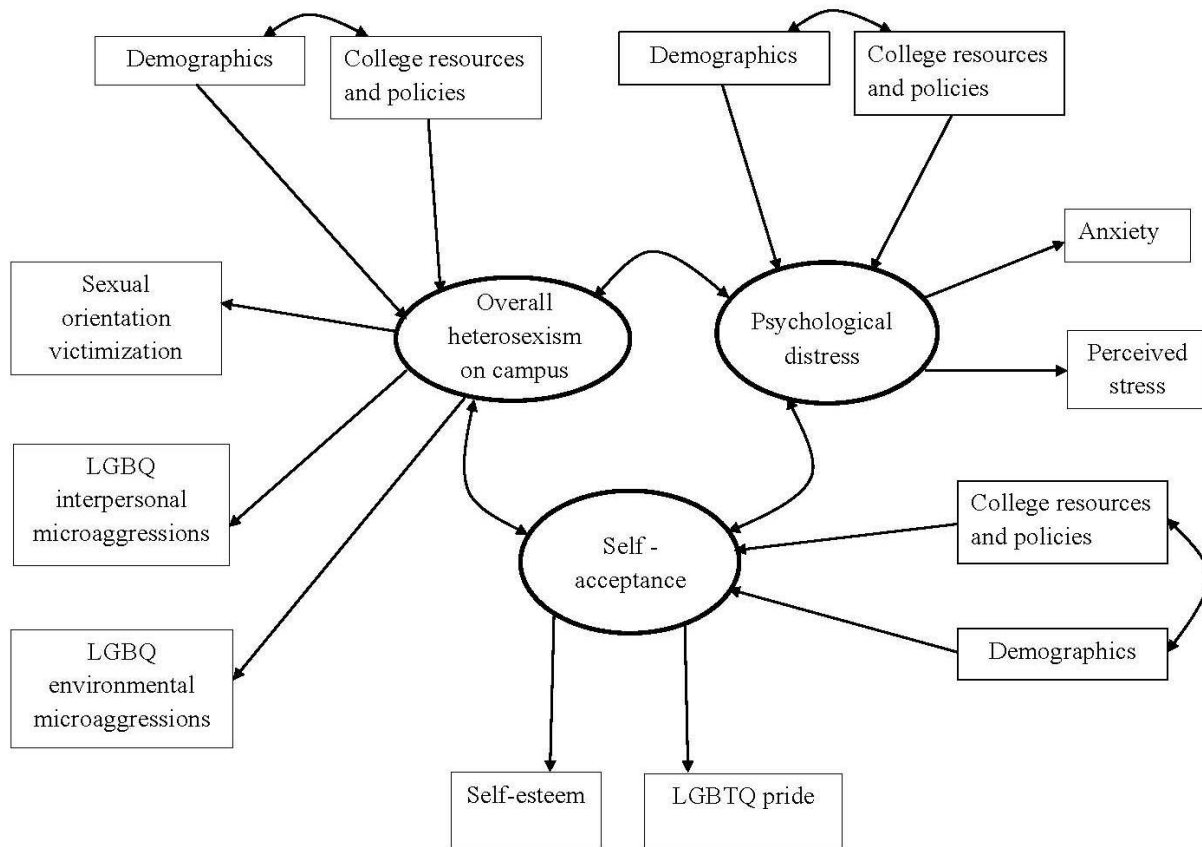 Demographics
College resources
and policies
Demographics
College resources
and policies
Anxiety
Sexual
orientation
victimization
Overall
heterosexism
on campus
Psychological
distress
Perceived
stress
LGBQ
interpersonal
microaggressions
Self -
acceptance
College resources
and policies
LGBQ
environmental
microaggressions
Demographics
Self-esteem
LGBTQ pride